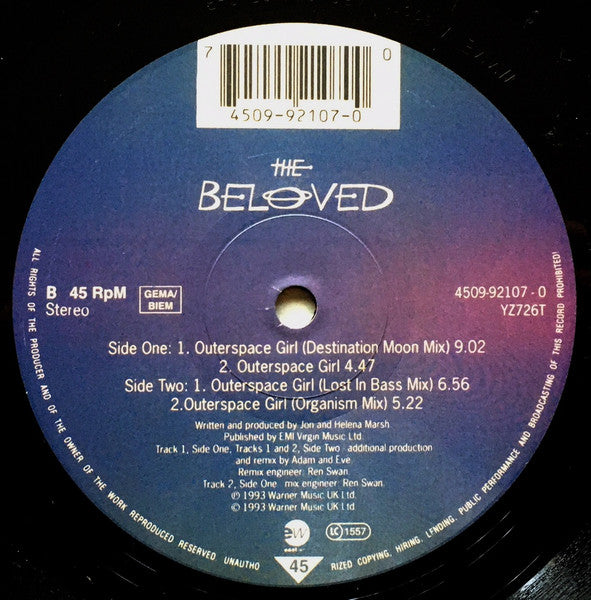 7 0
4509-92107-0
THE
BELOVED
B 45 RpM
Stereo
GEMA/
BIEM
4509-92107-0
YZ726T
Side One: 1. Outerspace Girl (Destination Moon Mix) 9.02
2. Outerspace Girl 4.47
Side Two: 1. Outerspace Girl (Lost In Bass Mix) 6.56
2.Outerspace Girl (Organism Mix) 5.22
Written and produced by Jon and Helena Marsh
Published by EMI Virgin Music Ltd.
Track 1, Side One, Tracks 1 and 2, Side Two additional production
and remix by Adam and Eve
Remix engineer: Ren Swan.
Track 2, Side One mix engineer: Ren Swan.
℗ 1993 Warner Music UK Ltd.
© 1993 Warner Music UK Ltd.
ew
east
LC 1557
45
ALL RIGHTS OF THE PRODUCER AND OF THE OWNER OF THE WORK REPRODUCED RESERVED. UNAUTHO
RIZED COPYING, HIRING, LENDING, PUBLIC PERFORMANCE AND BROADCASTING OF THIS RECORD PROHIBITED!